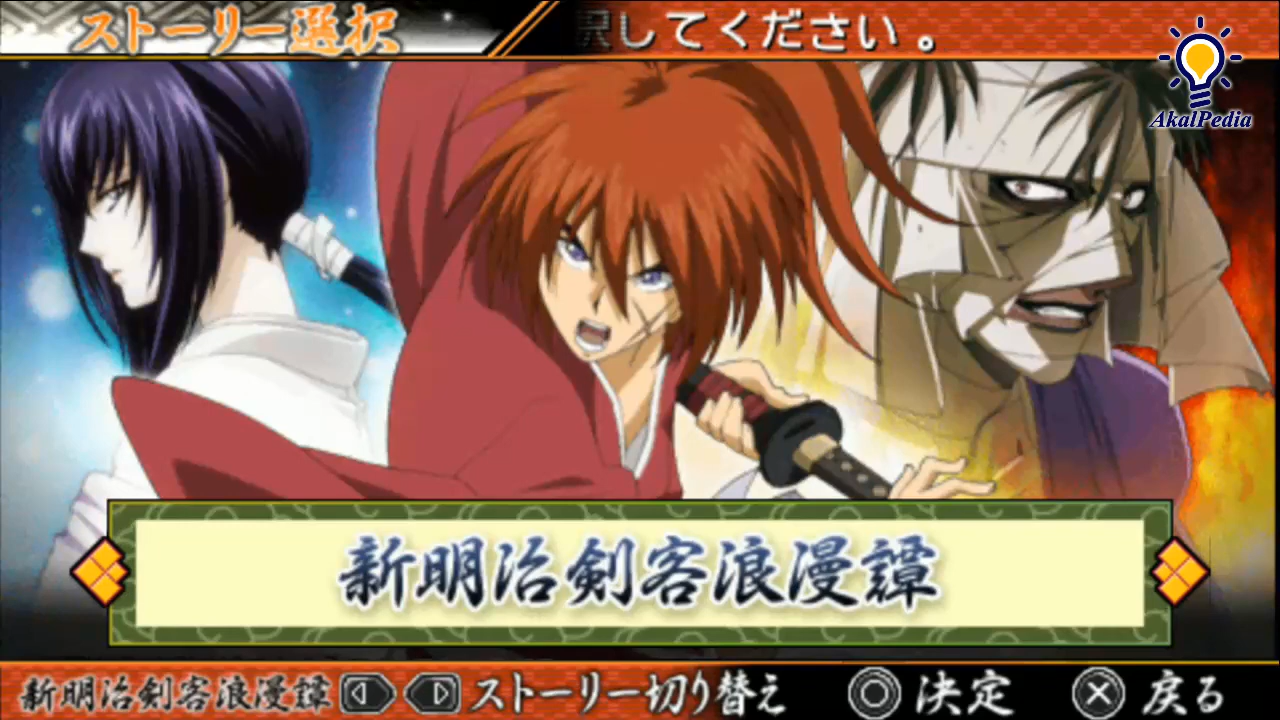 ストーリー選択
択してください。
AkalPedia
新明治剣客浪漫譚
新明治剣客浪漫譚 ストーリー切り替え 決定 戻る